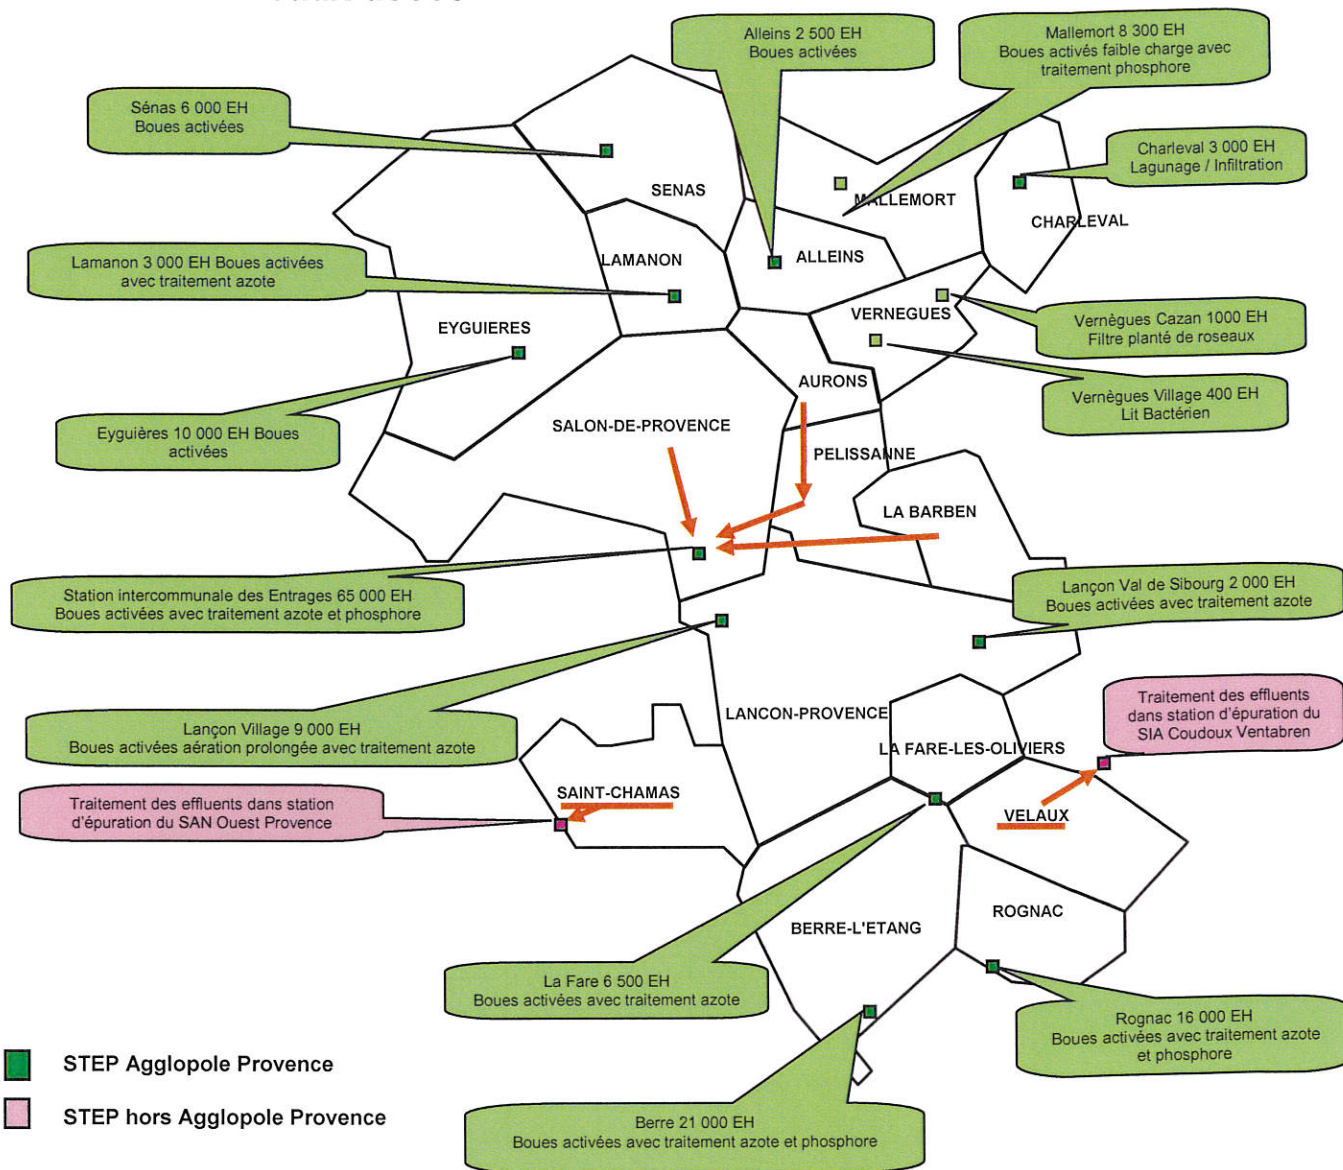 Alleins 2 500 EH
Boues activées
Mallemort 8 300 EH
Boues activés faible charge avec
traitement phosphore
Sénas 6 000 EH
Boues activées
Charleval 3 000 EH
Lagunage / Infiltration
SENAS
MALLEMORT
CHARLEVAL
Lamanon 3 000 EH Boues activées
avec traitement azote
LAMANON
ALLEINS
EYGUIERES
VERNEGUES
Vernègues Cazan 1000 EH
Filtre planté de roseaux
AURONS
Vernègues Village 400 EH
Lit Bactérien
Eyguières 10 000 EH Boues
activées
SALON-DE-PROVENCE
PELISSANNE
LA BARBEN
Station intercommunale des Entrages 65 000 EH
Boues activées avec traitement azote et phosphore
Lançon Val de Sibourg 2 000 EH
Boues activées avec traitement azote
Lançon Village 9 000 EH
Boues activées aération prolongée avec traitement azote
LANCON-PROVENCE
LA FARE-LES-OLIVIERS
Traitement des effluents
dans station d'épuration du
SIA Coudoux Ventabren
Traitement des effluents dans station
d'épuration du SAN Ouest Provence
SAINT-CHAMAS
VELAUX
BERRE-L'ETANG
ROGNAC
La Fare 6 500 EH
Boues activées avec traitement azote
Rognac 16 000 EH
Boues activées avec traitement azote
et phosphore
Berre 21 000 EH
Boues activées avec traitement azote et phosphore
STEP Agglopole Provence
STEP hors Agglopole Provence